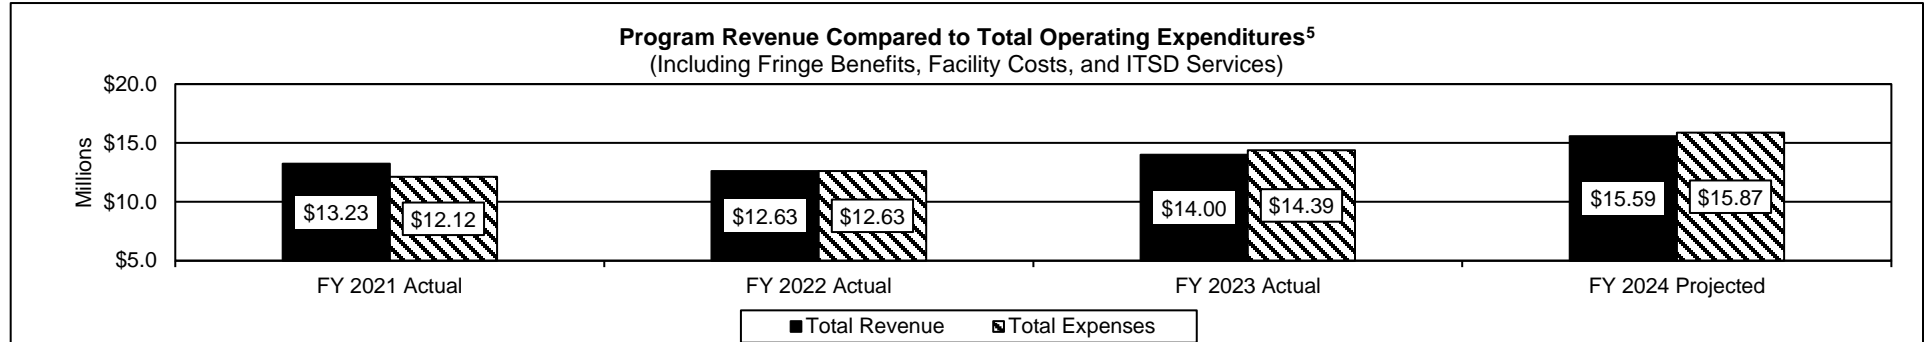 Program Revenue Compared to Total Operating Expenditures⁵
(Including Fringe Benefits, Facility Costs, and ITSD Services)
$20.0
$15.0
$10.0
$5.0
Millions
$13.23
$12.12
$12.63
$12.63
$14.00
$14.39
$15.59
$15.87
FY 2021 Actual
FY 2022 Actual
FY 2023 Actual
FY 2024 Projected
Total Revenue
Total Expenses